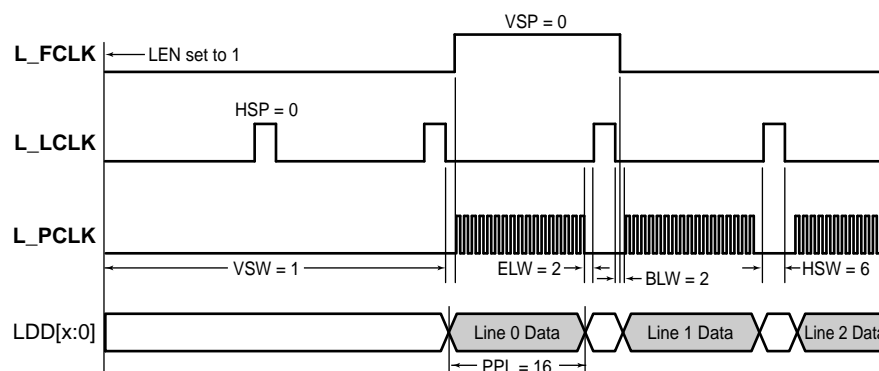 VSP = 0
L_FCLK
LEN set to 1
HSP = 0
L_LCLK
L_PCLK
VSW = 1
ELW = 2
BLW = 2
HSW = 6
LDD[x:0]
Line 0 Data
Line 1 Data
Line 2 Data
PPL = 16